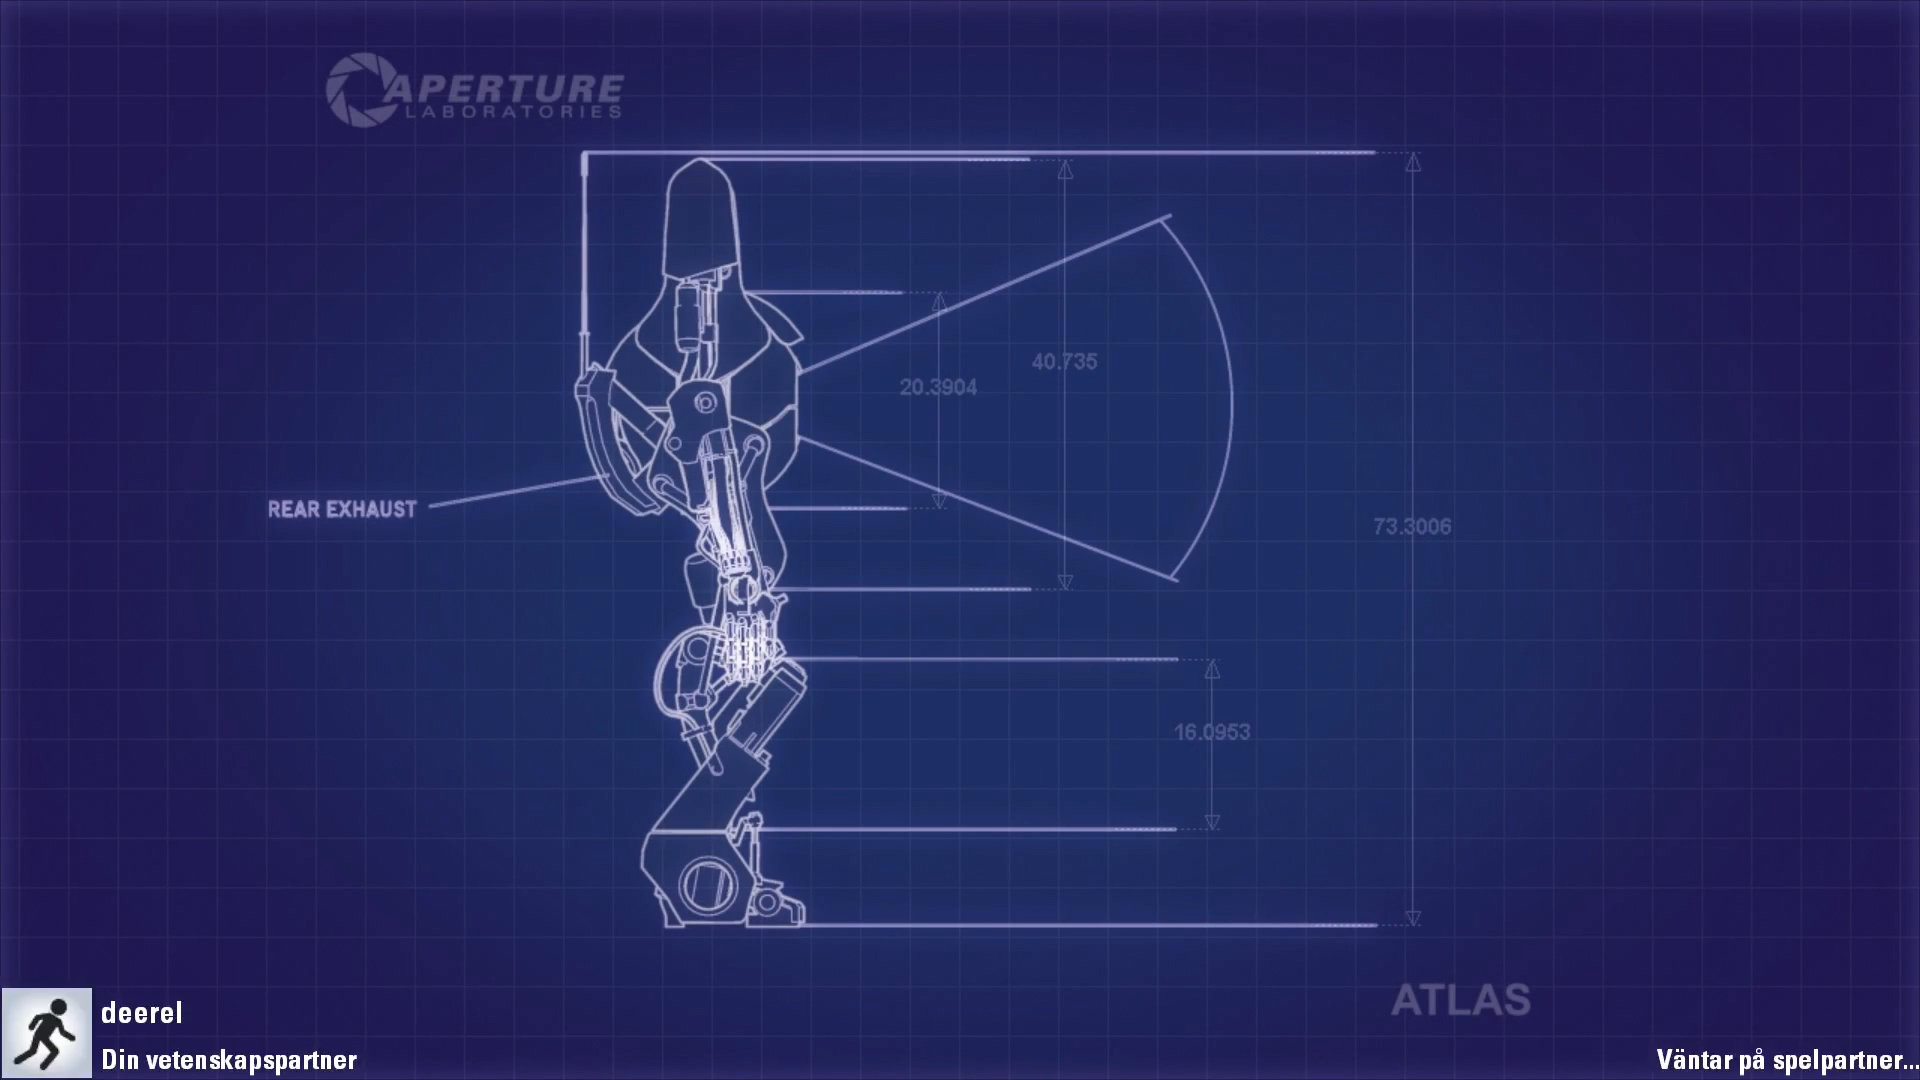 APERTURE
LABORATORIES
40.735
20.3904
REAR EXHAUST
73.3006
16.0953
ATLAS
deerel
Din vetenskapspartner
Väntar på spelpartner...